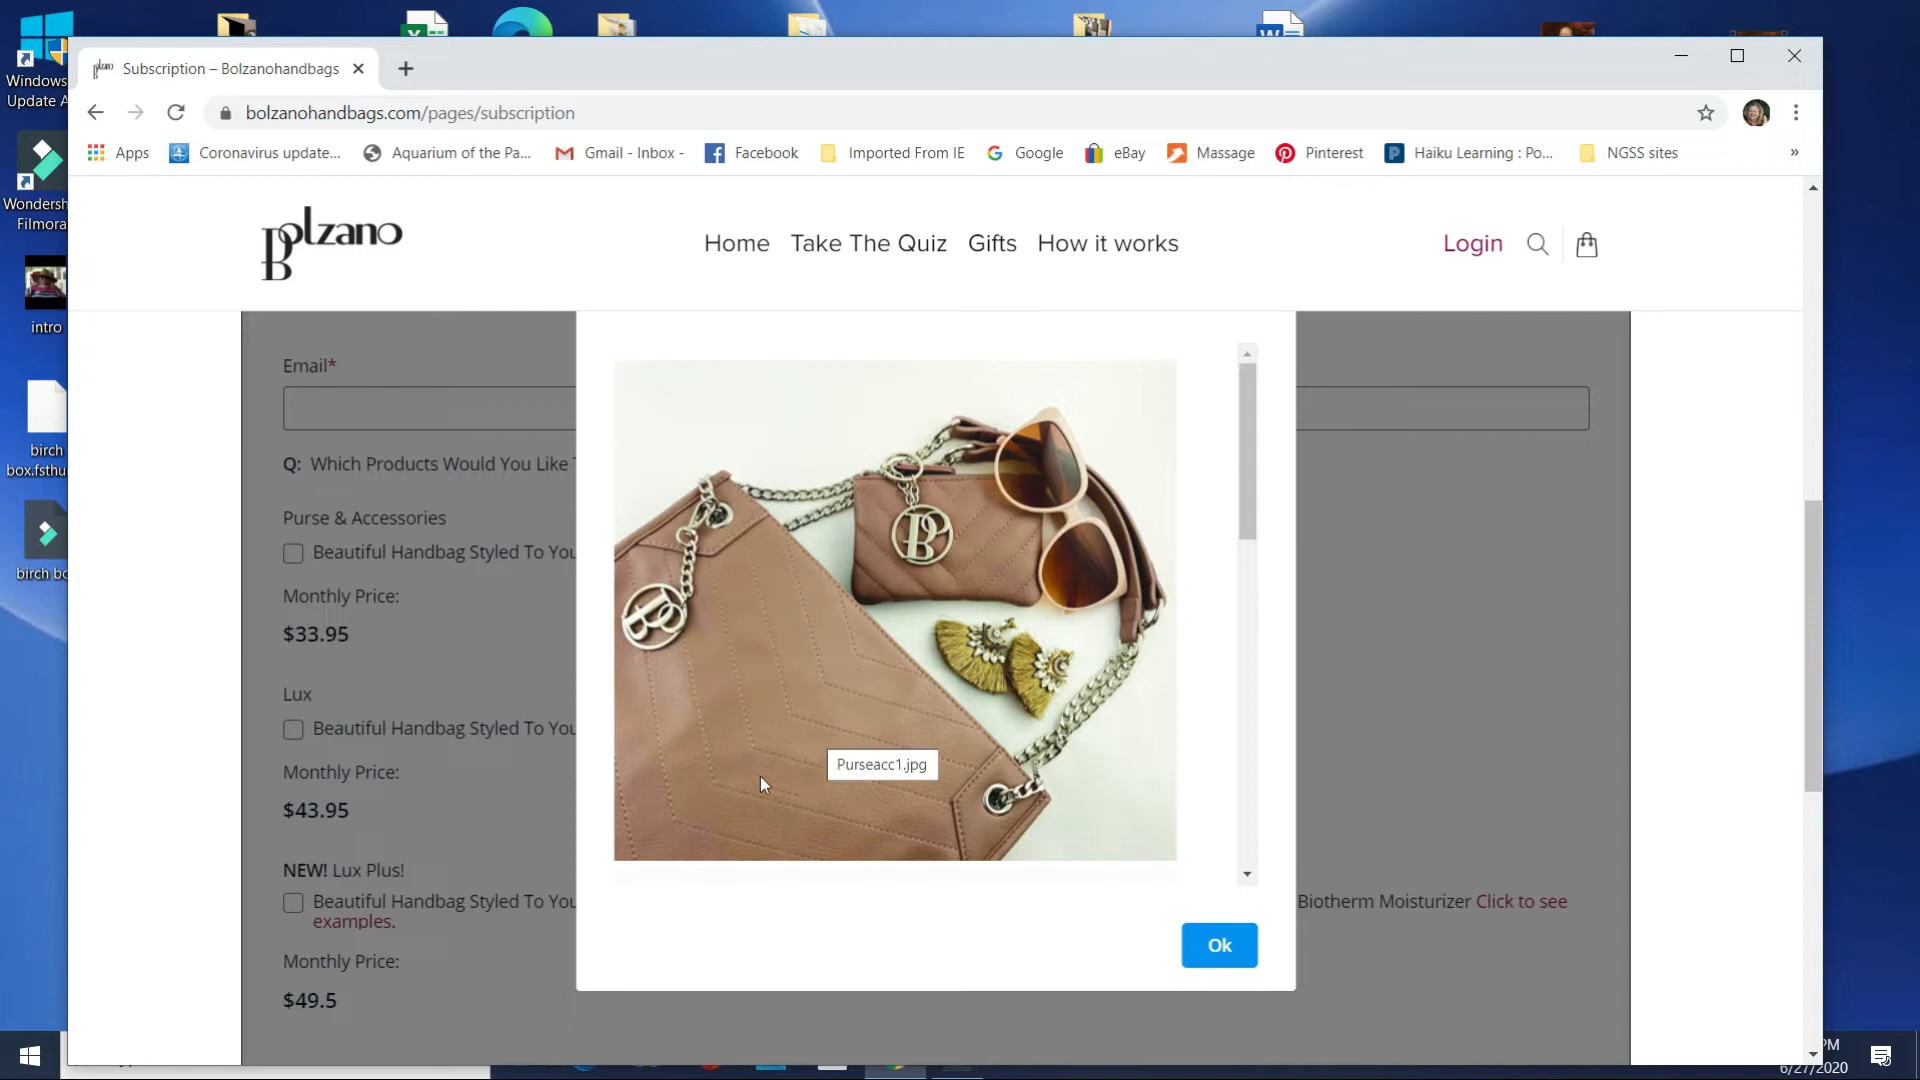 Windows
Update A
Subscription – Bolzanohandbags
bolzanohandbags.com/pages/subscription
Apps
Coronavirus update...
Aquarium of the Pa...
Gmail - Inbox -
Facebook
Imported From IE
Google
eBay
Massage
Pinterest
Haiku Learning : Po...
NGSS sites
»
Wondersh
Filmora
Bolzano
B
Home
Take The Quiz
Gifts
How it works
Login
intro
Email*
birch
box.fsthu
Q: Which Products Would You Like
Purse & Accessories
Beautiful Handbag Styled To You
birch bo
Monthly Price:
$33.95
Lux
Beautiful Handbag Styled To You
Purseacc1.jpg
Monthly Price:
$43.95
NEW! Lux Plus!
Beautiful Handbag Styled To You
Biotherm Moisturizer Click to see
examples.
Ok
Monthly Price:
$49.5
PM
6/27/2020